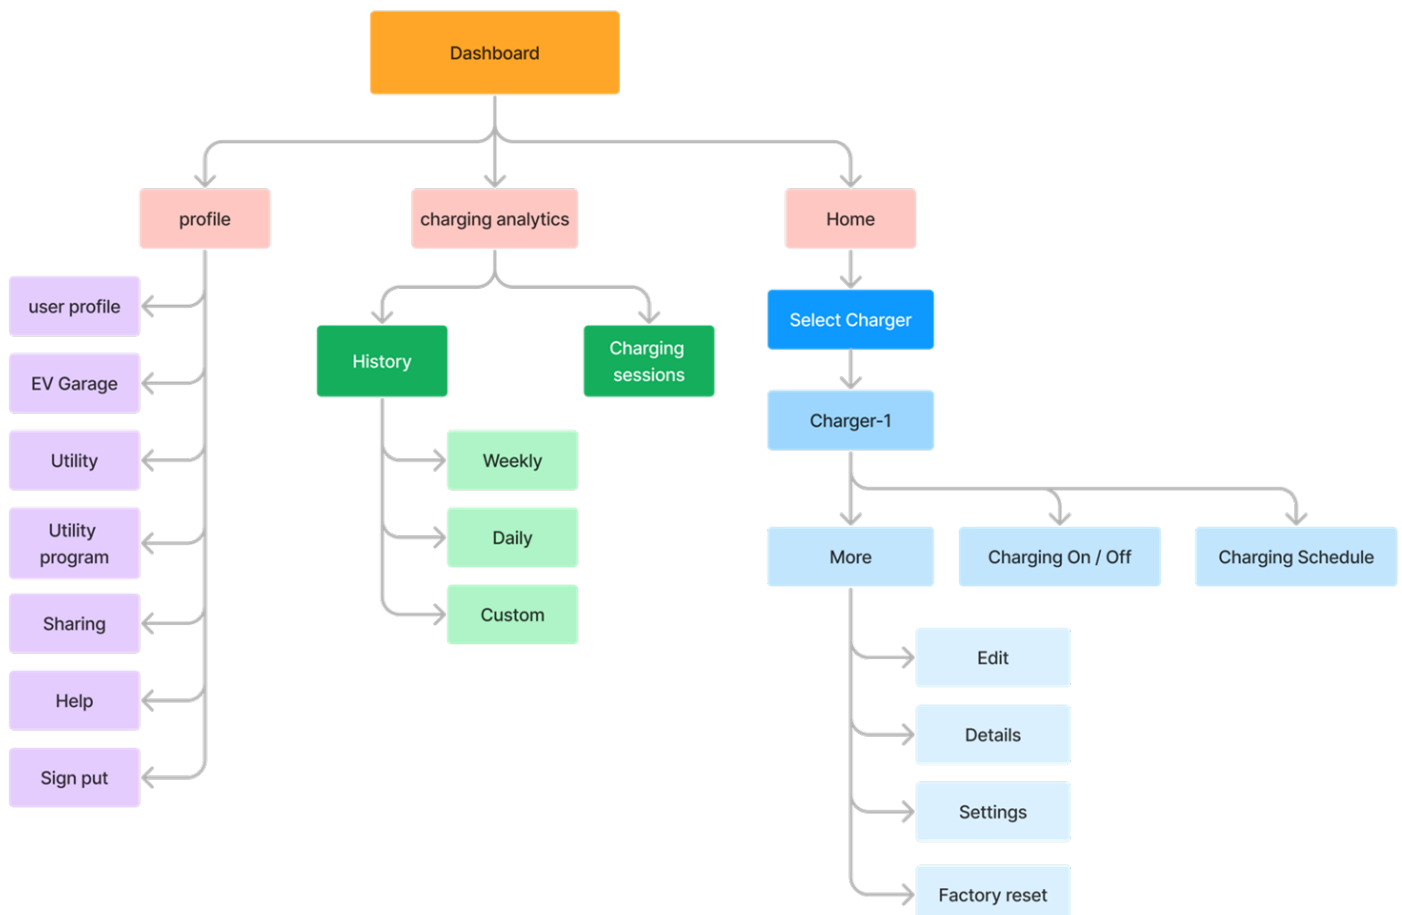 Dashboard
profile
charging analytics
Home
user profile
EV Garage
Utility
Utility
program
Sharing
Help
Sign put
History
Charging
sessions
Weekly
Daily
Custom
Select Charger
Charger-1
More
Charging On / Off
Charging Schedule
Edit
Details
Settings
Factory reset